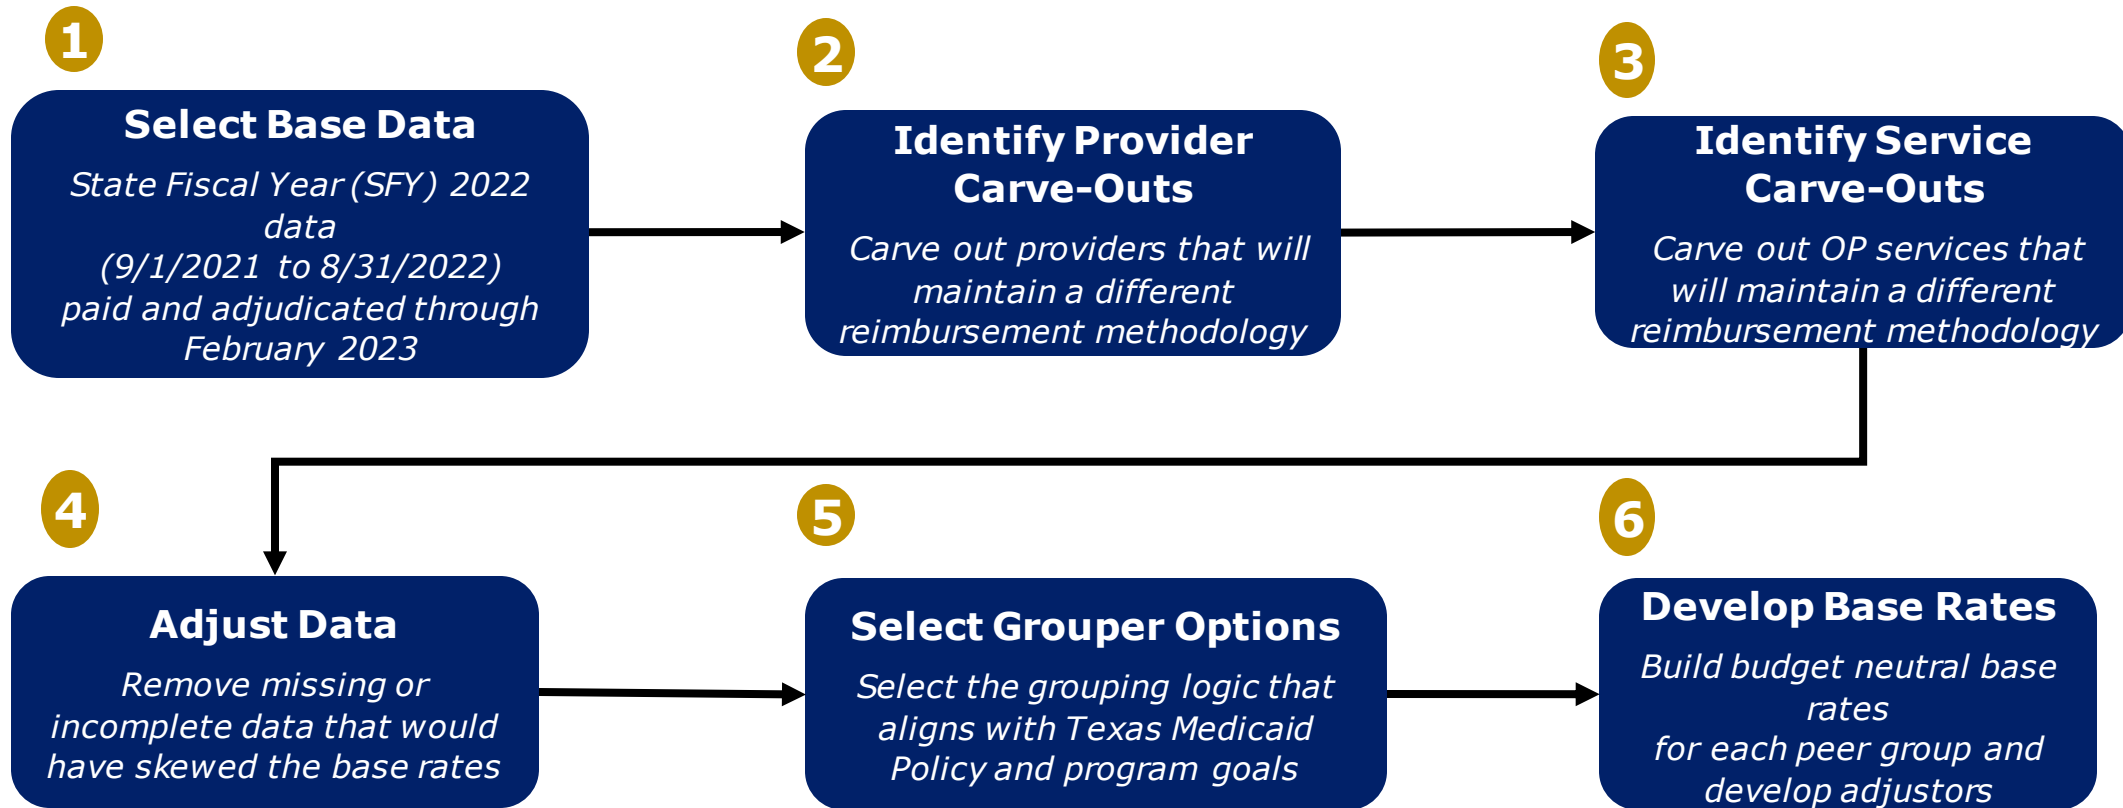 1
Select Base Data
State Fiscal Year (SFY) 2022
data
(9/1/2021 to 8/31/2022)
paid and adjudicated through
February 2023
2
Identify Provider
Carve-Outs
Carve out providers that will
maintain a different
reimbursement methodology
3
Identify Service
Carve-Outs
Carve out OP services that
will maintain a different
reimbursement methodology
4
Adjust Data
Remove missing or
incomplete data that would
have skewed the base rates
5
Select Grouper Options
Select the grouping logic that
aligns with Texas Medicaid
Policy and program goals
6
Develop Base Rates
Build budget neutral base
rates
for each peer group and
develop adjustors